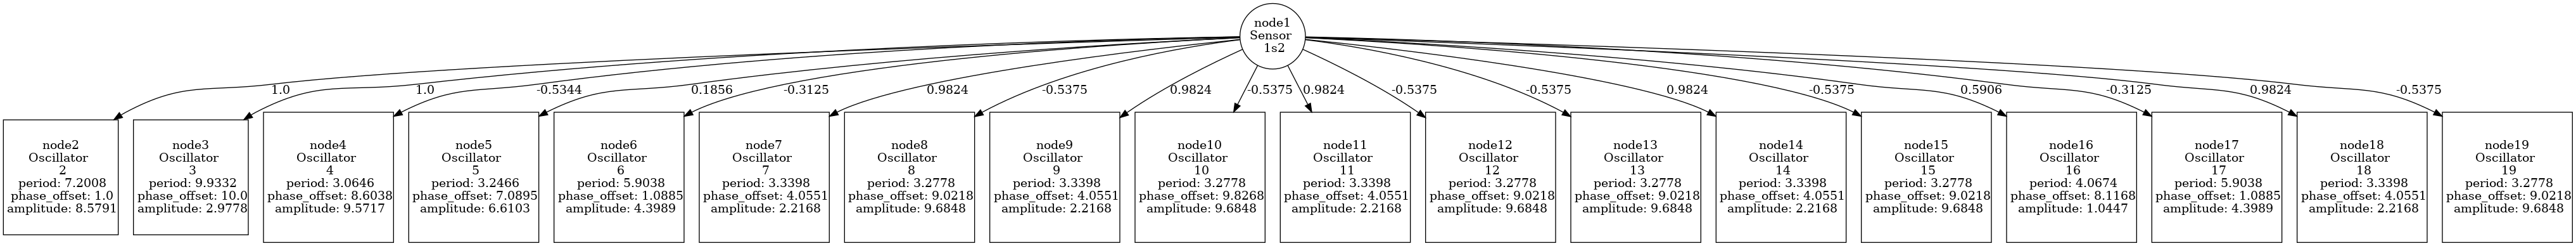 node1
Sensor
1s2
1.0
1.0
-0.5344
0.1856
-0.3125
0.9824
-0.5375
0.9824
-0.5375
0.9824
-0.5375
-0.5375
0.9824
-0.5375
0.5906
-0.3125
0.9824
-0.5375
node2
Oscillator
2
period: 7.2008
phase_offset: 1.0
amplitude: 8.5791
node3
Oscillator
3
period: 9.9332
phase_offset: 10.0
amplitude: 2.9778
node4
Oscillator
4
period: 3.0646
phase_offset: 8.6038
amplitude: 9.5717
node5
Oscillator
5
period: 3.2466
phase_offset: 7.0895
amplitude: 6.6103
node6
Oscillator
6
period: 5.9038
phase_offset: 1.0885
amplitude: 4.3989
node7
Oscillator
7
period: 3.3398
phase_offset: 4.0551
amplitude: 2.2168
node8
Oscillator
8
period: 3.2778
phase_offset: 9.0218
amplitude: 9.6848
node9
Oscillator
9
period: 3.3398
phase_offset: 4.0551
amplitude: 2.2168
node10
Oscillator
10
period: 3.2778
phase_offset: 9.8268
amplitude: 9.6848
node11
Oscillator
11
period: 3.3398
phase_offset: 4.0551
amplitude: 2.2168
node12
Oscillator
12
period: 3.2778
phase_offset: 9.0218
amplitude: 9.6848
node13
Oscillator
13
period: 3.2778
phase_offset: 9.0218
amplitude: 9.6848
node14
Oscillator
14
period: 3.3398
phase_offset: 4.0551
amplitude: 2.2168
node15
Oscillator
15
period: 3.2778
phase_offset: 9.0218
amplitude: 9.6848
node16
Oscillator
16
period: 4.0674
phase_offset: 8.1168
amplitude: 1.0447
node17
Oscillator
17
period: 5.9038
phase_offset: 1.0885
amplitude: 4.3989
node18
Oscillator
18
period: 3.3398
phase_offset: 4.0551
amplitude: 2.2168
node19
Oscillator
19
period: 3.2778
phase_offset: 9.0218
amplitude: 9.6848